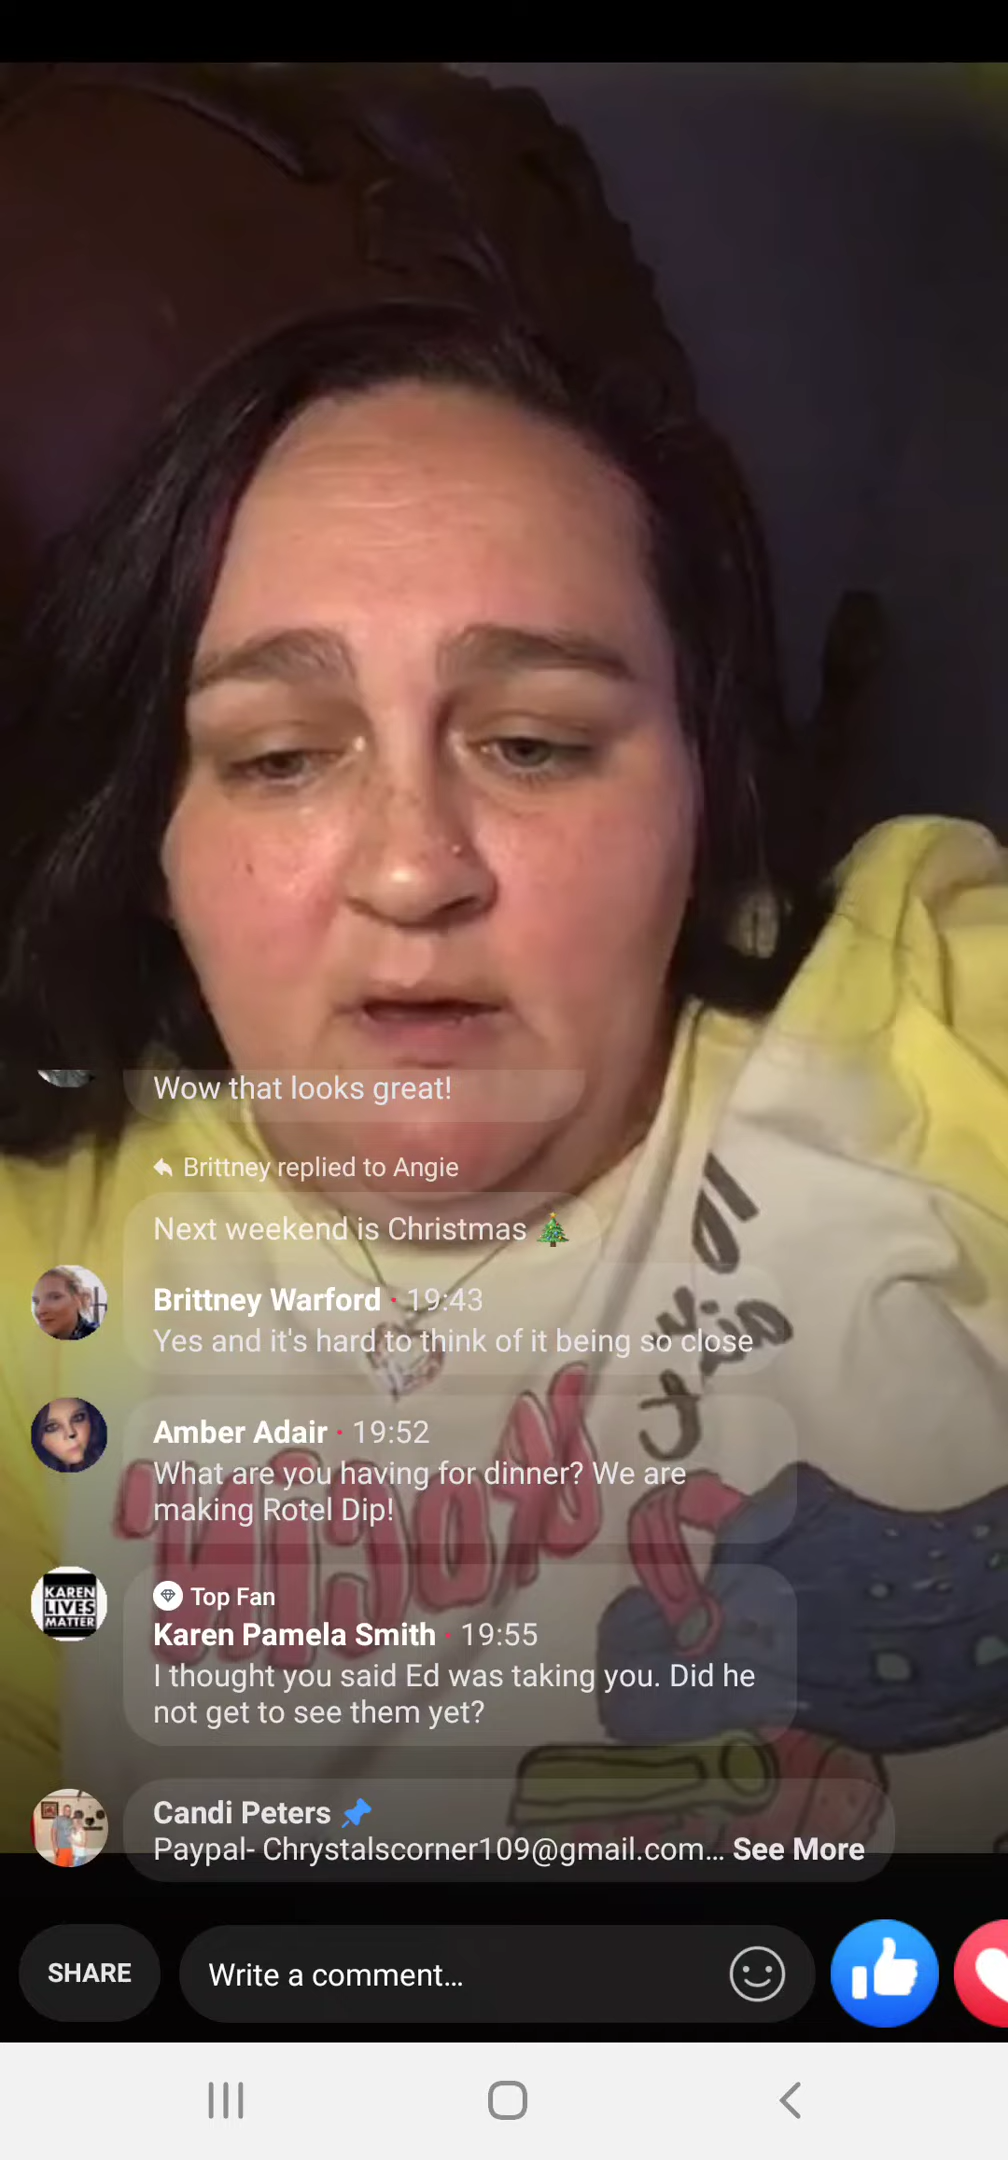 Wow that looks great!
Brittney replied to Angie
Next weekend is Christmas 🎄
Brittney Warford · 19:43
Yes and it's hard to think of it being so close
Amber Adair · 19:52
What are you having for dinner? We are
making Rotel Dip!
KAREN
LIVES
MATTER
Top Fan
Karen Pamela Smith · 19:55
I thought you said Ed was taking you. Did he
not get to see them yet?
Candi Peters 📌
Paypal- Chrystalscorner109@gmail.com... See More
SHARE
Write a comment...